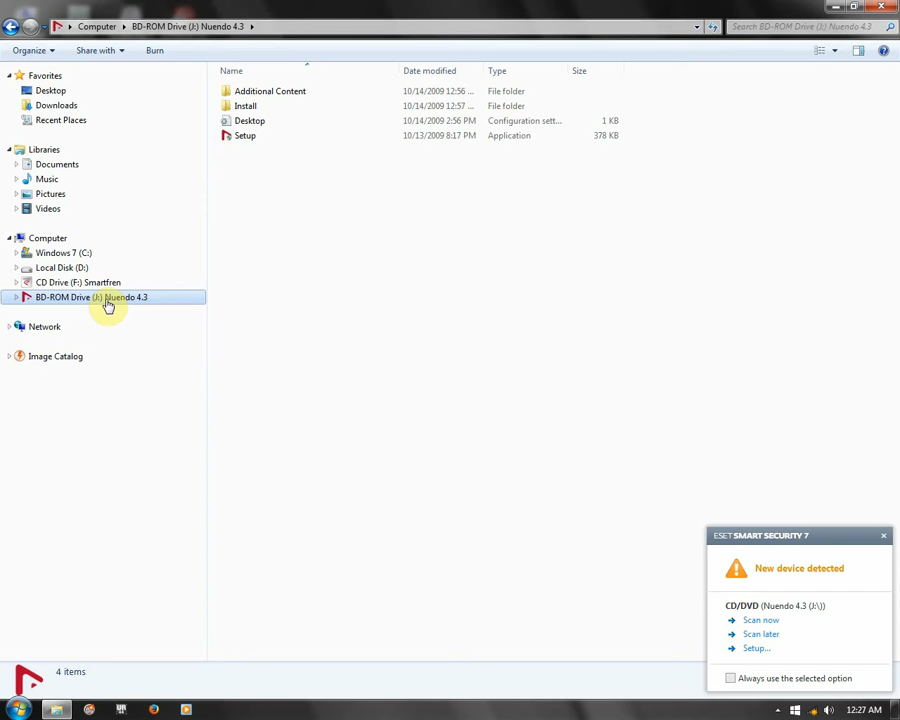 Computer ▸ BD-ROM Drive (J:) Nuendo 4.3 ▸
Search BD-ROM Drive (J:) Nuendo 4.3
Organize ▾ Share with ▾ Burn
Name Date modified Type Size
Favorites
Desktop
Downloads
Recent Places
Libraries
Documents
Music
Pictures
Videos
Computer
Windows 7 (C:)
Local Disk (D:)
CD Drive (F:) Smartfren
BD-ROM Drive (J:) Nuendo 4.3
Network
Image Catalog
Additional Content 10/14/2009 12:56 ... File folder
Install 10/14/2009 12:57 ... File folder
Desktop 10/14/2009 2:56 PM Configuration sett... 1 KB
Setup 10/13/2009 8:17 PM Application 378 KB
ESET SMART SECURITY 7
New device detected
CD/DVD (Nuendo 4.3 (J:\))
Scan now
Scan later
Setup...
Always use the selected option
4 items
12:27 AM